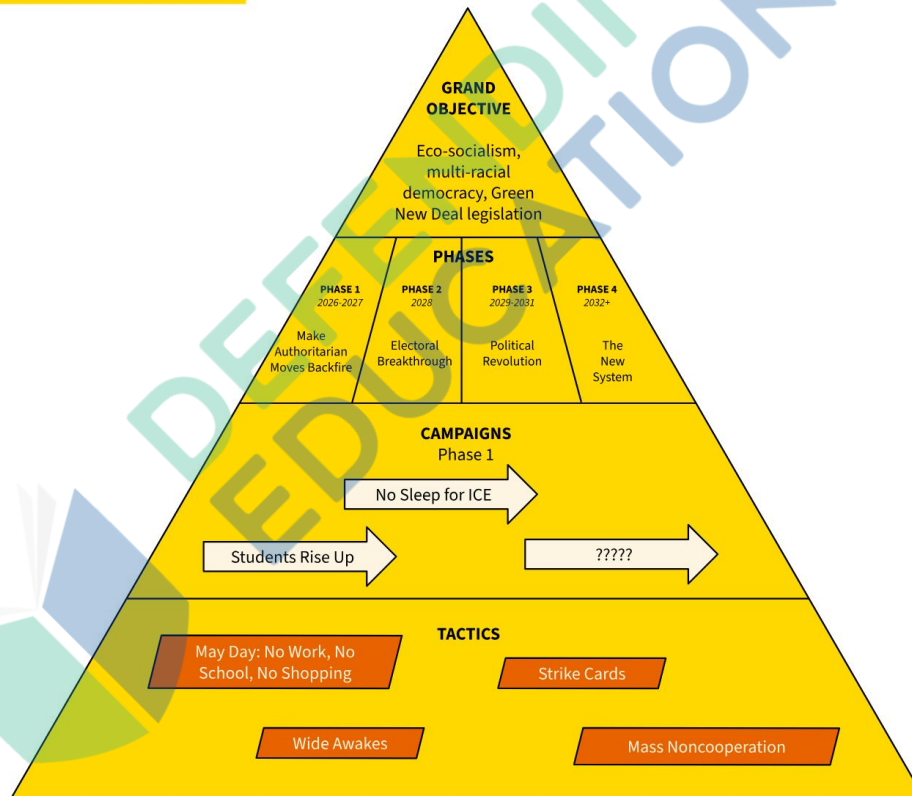 GRAND
OBJECTIVE
Eco-socialism,
multi-racial
democracy, Green
New Deal legislation
PHASES
PHASE 1
2026-2027
Make
Authoritarian
Moves Backfire
PHASE 2
2028
Electoral
Breakthrough
PHASE 3
2029-2031
Political
Revolution
PHASE 4
2032+
The
New
System
CAMPAIGNS
Phase 1
No Sleep for ICE
Students Rise Up
?????
TACTICS
May Day: No Work, No
School, No Shopping
Strike Cards
Wide Awakes
Mass Noncooperation
DEFENDI
EDUCATION